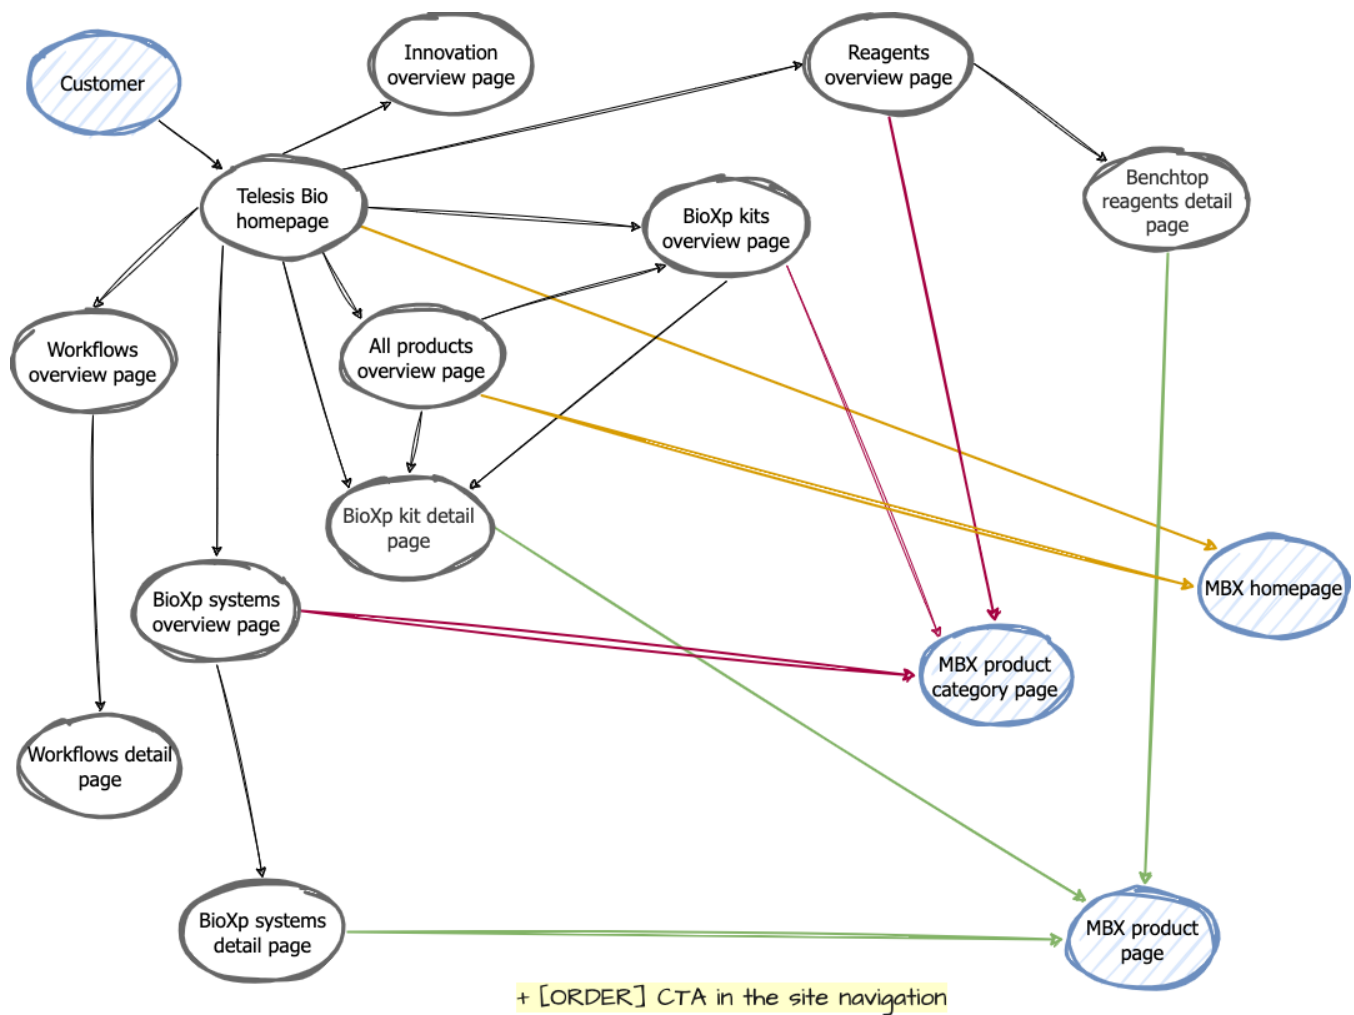 Customer
Innovation
overview page
Reagents
overview page
Telesis Bio
homepage
BioXp kits
overview page
Benchtop
reagents detail
page
Workflows
overview page
All products
overview page
BioXp kit detail
page
BioXp systems
overview page
MBX homepage
MBX product
category page
Workflows detail
page
BioXp systems
detail page
MBX product
page
+ [ORDER] CTA in the site navigation